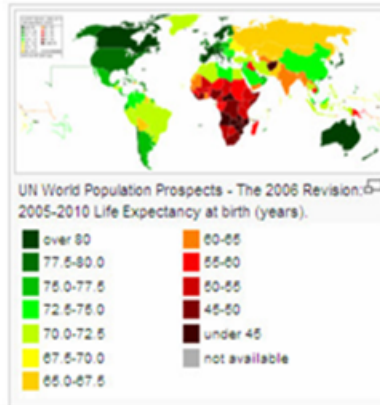 UN World Population Prospects - The 2006 Revision:
2005-2010 Life Expectancy at birth (years).
over 80
77.5-80.0
75.0-77.5
72.5-75.0
70.0-72.5
67.5-70.0
65.0-67.5
60-65
55-60
50-55
45-50
under 45
not available